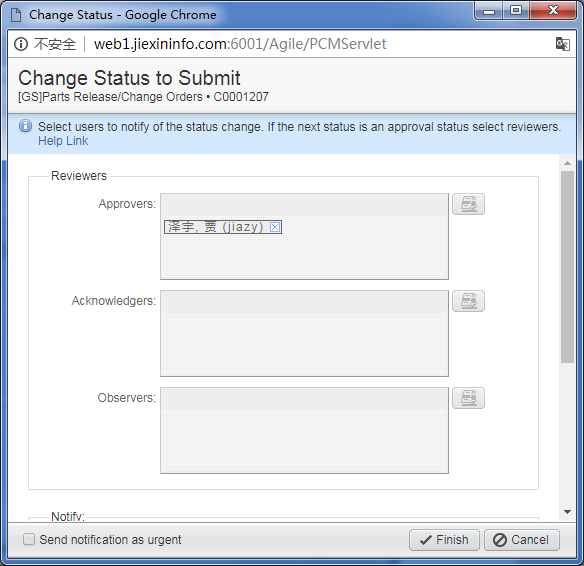 Change Status - Google Chrome
不安全 web1.jiexininfo.com:6001/Agile/PCMServlet
Change Status to Submit
[GS]Parts Release/Change Orders • C0001207
Select users to notify of the status change. If the next status is an approval status select reviewers.
Help Link
Reviewers
Approvers:
泽宇, 贾 (jiazy)
Acknowledgers:
Observers:
Notify:
Send notification as urgent
Finish
Cancel